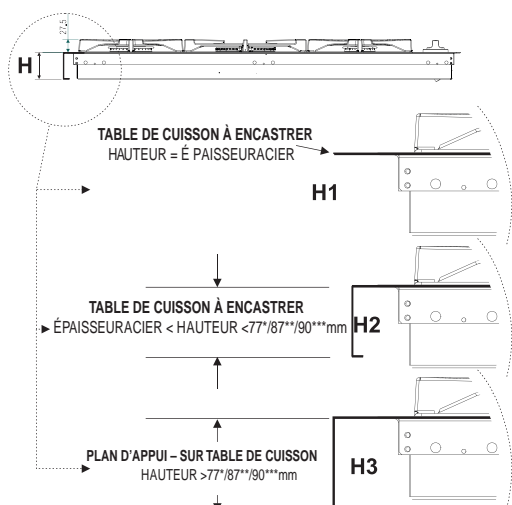 27,5
H
TABLE DE CUISSON À ENCASTRER
HAUTEUR = É PAISSEURACIER
H1
TABLE DE CUISSON À ENCASTRER
ÉPAISSEURACIER < HAUTEUR <77*/87**/90***mm
H2
PLAN D'APPUI – SUR TABLE DE CUISSON
HAUTEUR >77*/87**/90***mm
H3